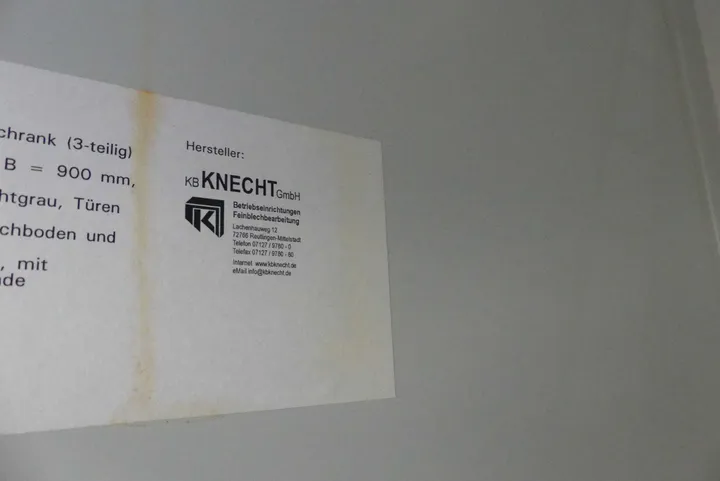 chrank (3-teilig)
B = 900 mm,
htgrau, Türen
chboden und
, mit
de
Hersteller:
KB KNECHT GmbH
Betriebseinrichtungen
Feinblechbearbeitung
Lachenhauweg 12
72766 Reutlingen-Mittelstadt
Telefon 07127 / 9780 - 0
Telefax 07127 / 9780 - 80
Internet www.kbknecht.de
eMail info@kbknecht.de